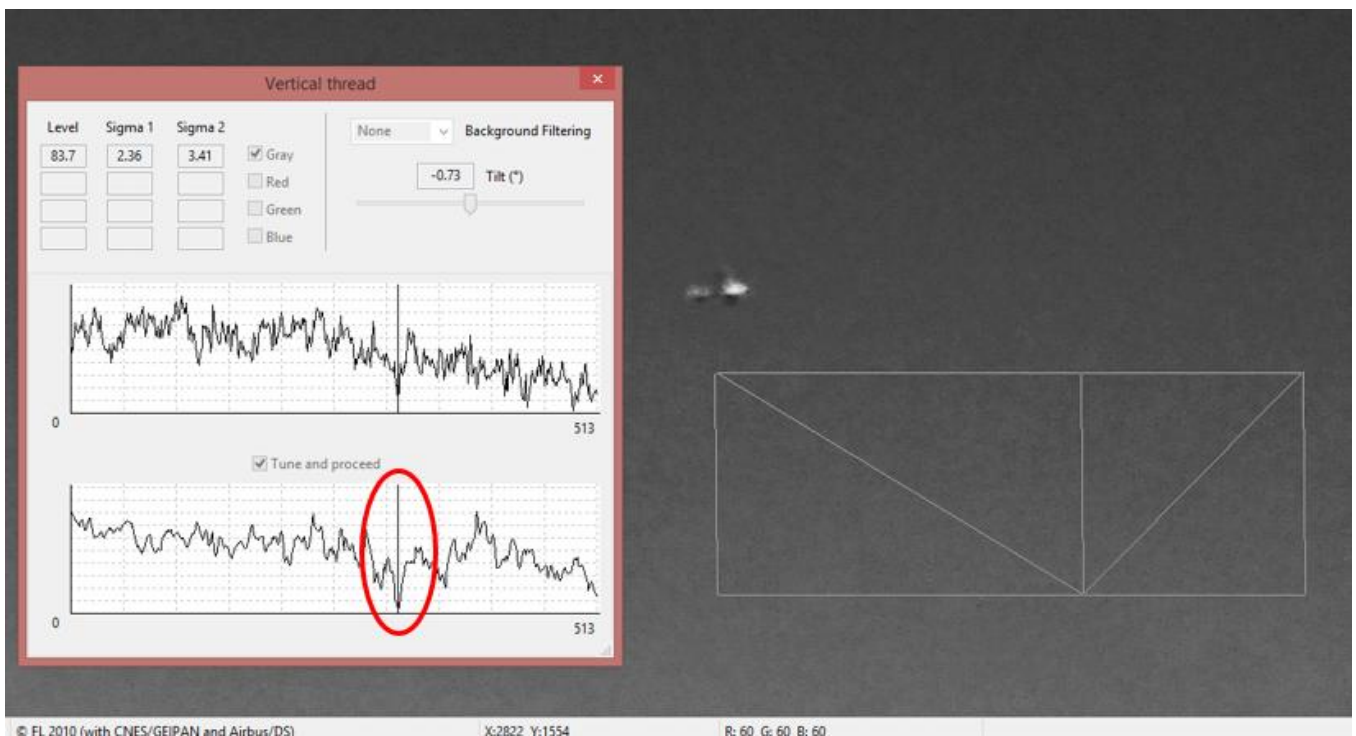 Vertical thread
×
Level Sigma 1 Sigma 2
None Background Filtering
83.7 2.36 3.41 Gray
-0.73 Tilt (°)
Red
Green
Blue
0
513
Tune and proceed
0
513
© FL 2010 (with CNES/GEIPAN and Airbus/DS) X:2822 Y:1554 R: 60 G: 60 B: 60